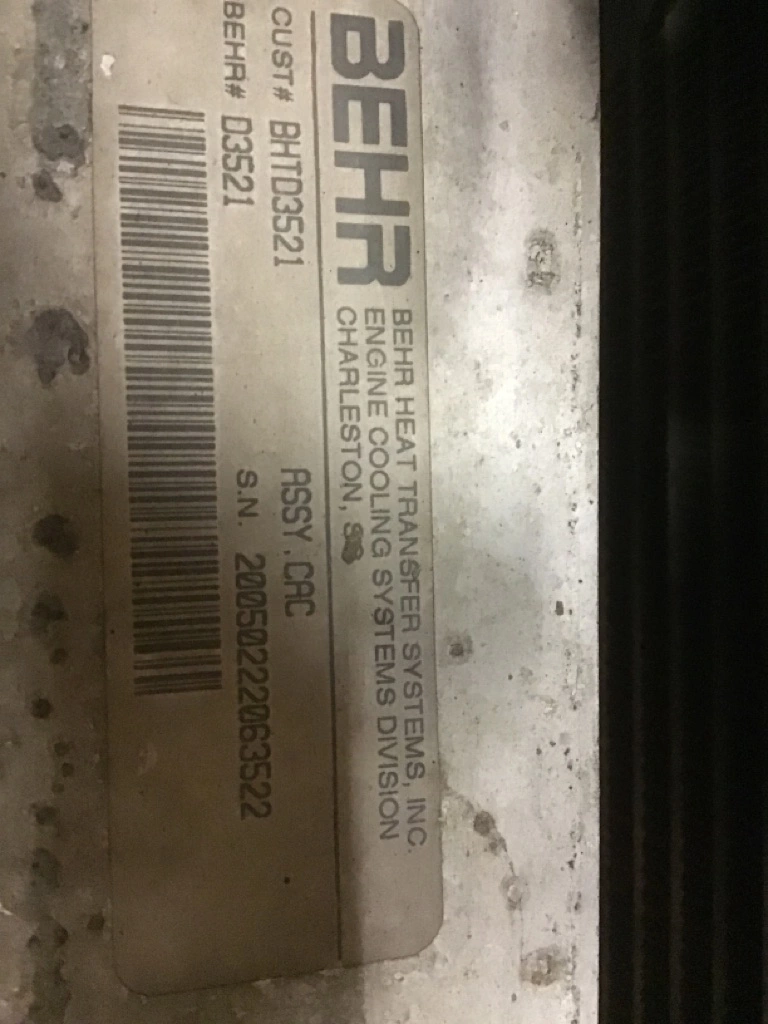 BEHR
BEHR HEAT TRANSFER SYSTEMS, INC.
ENGINE COOLING SYSTEMS DIVISION
CHARLESTON,
CUST# BHTD3521
ASSY.CAC
BEHR# D3521
S.N. 20050222063522